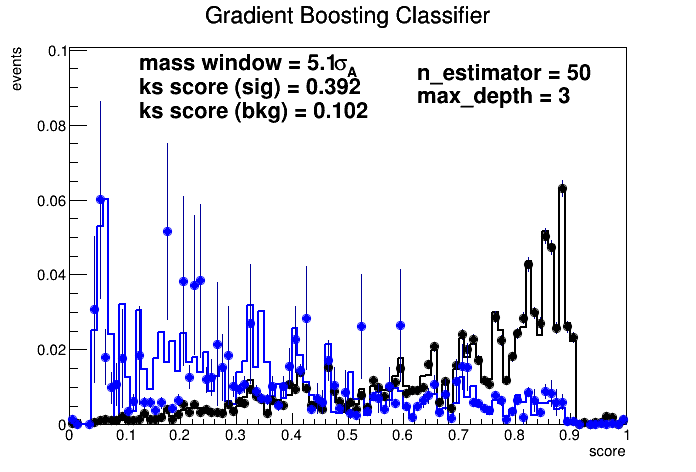 Gradient Boosting Classifier
events
mass window = 5.1σA
ks score (sig) = 0.392
ks score (bkg) = 0.102
n_estimator = 50
max_depth = 3
0.1
0.08
0.06
0.04
0.02
0
0 0.1 0.2 0.3 0.4 0.5 0.6 0.7 0.8 0.9 1
score